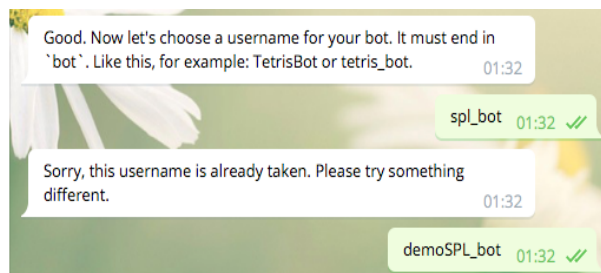 Good. Now let's choose a username for your bot. It must end in
`bot`. Like this, for example: TetrisBot or tetris_bot.
01:32
spl_bot 01:32
Sorry, this username is already taken. Please try something
different.
01:32
demoSPL_bot 01:32